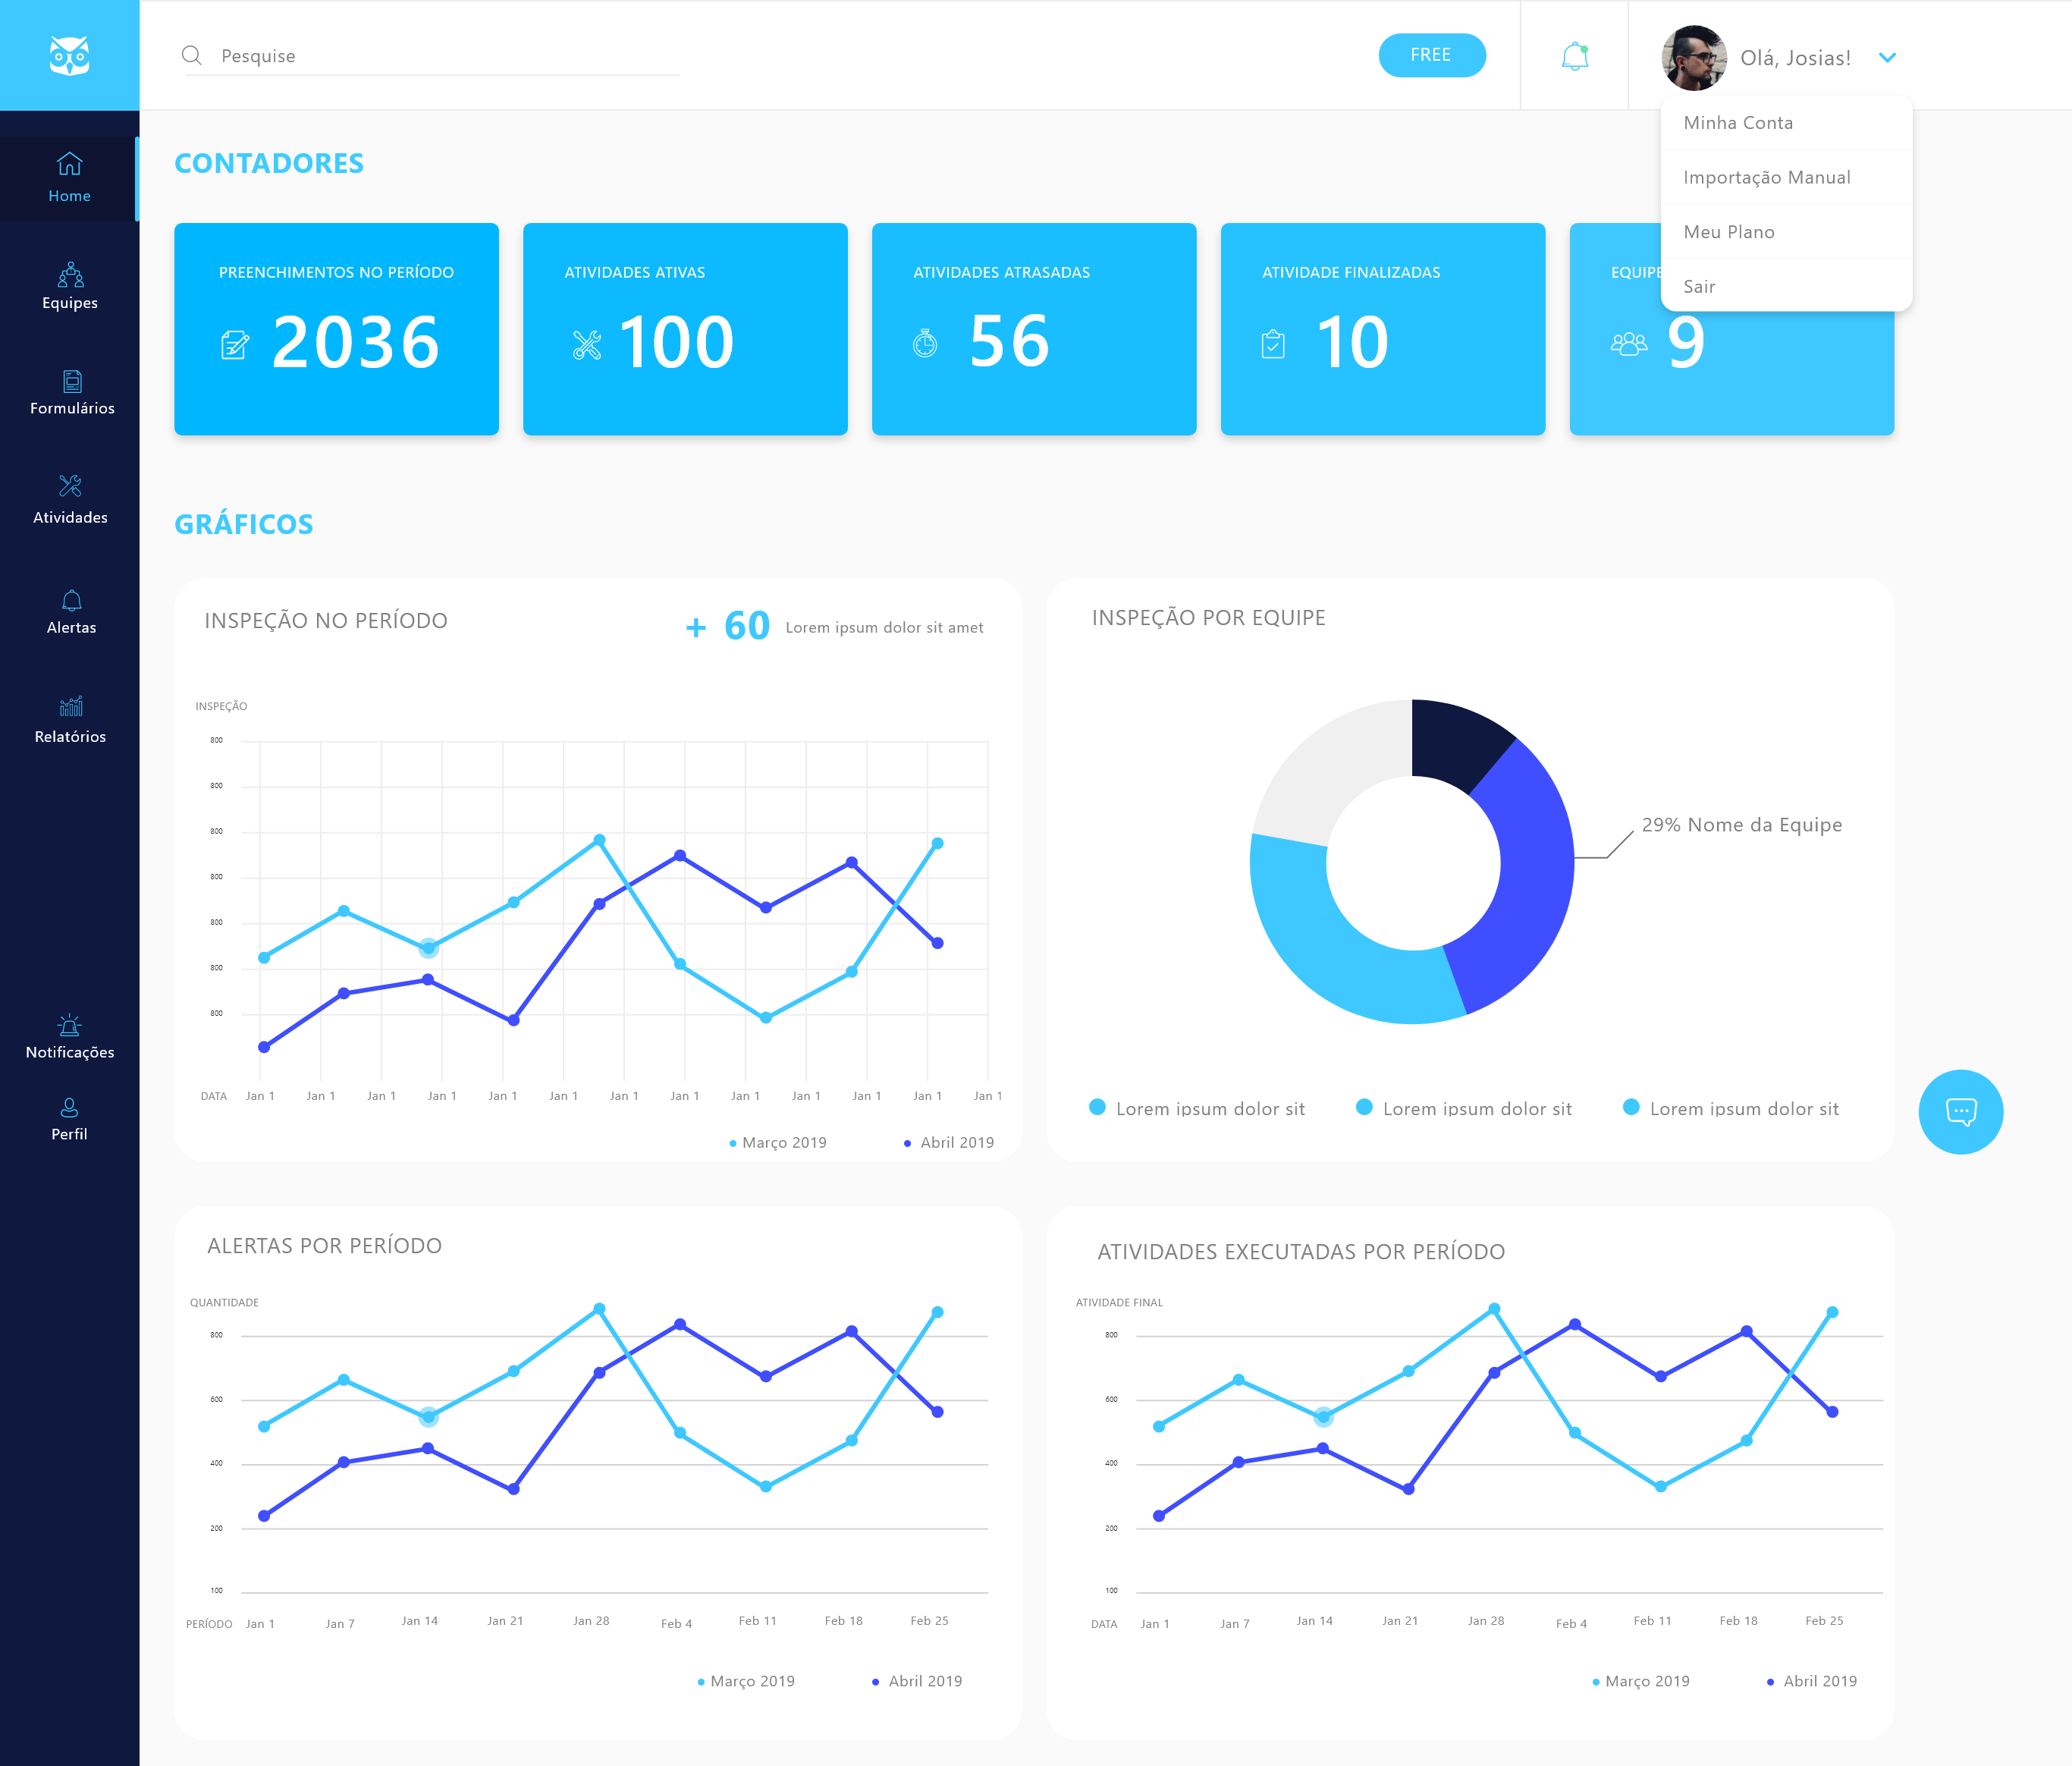 Pesquise
FREE
Olá, Josias!
Minha Conta
Importação Manual
Meu Plano
Sair
Home
Equipes
Formulários
Atividades
Alertas
Relatórios
Notificações
Perfil
CONTADORES
PREENCHIMENTOS NO PERÍODO
2036
ATIVIDADES ATIVAS
100
ATIVIDADES ATRASADAS
56
ATIVIDADE FINALIZADAS
10
EQUIPE
9
GRÁFICOS
INSPEÇÃO NO PERÍODO
+ 60 Lorem ipsum dolor sit amet
INSPEÇÃO
800
800
800
800
800
800
800
DATA Jan 1 Jan 1 Jan 1 Jan 1 Jan 1 Jan 1 Jan 1 Jan 1 Jan 1 Jan 1 Jan 1 Jan 1 Jan 1
Março 2019 Abril 2019
INSPEÇÃO POR EQUIPE
29% Nome da Equipe
Lorem ipsum dolor sit Lorem ipsum dolor sit Lorem ipsum dolor sit
ALERTAS POR PERÍODO
QUANTIDADE
800
600
400
200
100
PERÍODO Jan 1 Jan 7 Jan 14 Jan 21 Jan 28 Feb 4 Feb 11 Feb 18 Feb 25
Março 2019 Abril 2019
ATIVIDADES EXECUTADAS POR PERÍODO
ATIVIDADE FINAL
800
600
400
200
100
DATA Jan 1 Jan 7 Jan 14 Jan 21 Jan 28 Feb 4 Feb 11 Feb 18 Feb 25
Março 2019 Abril 2019